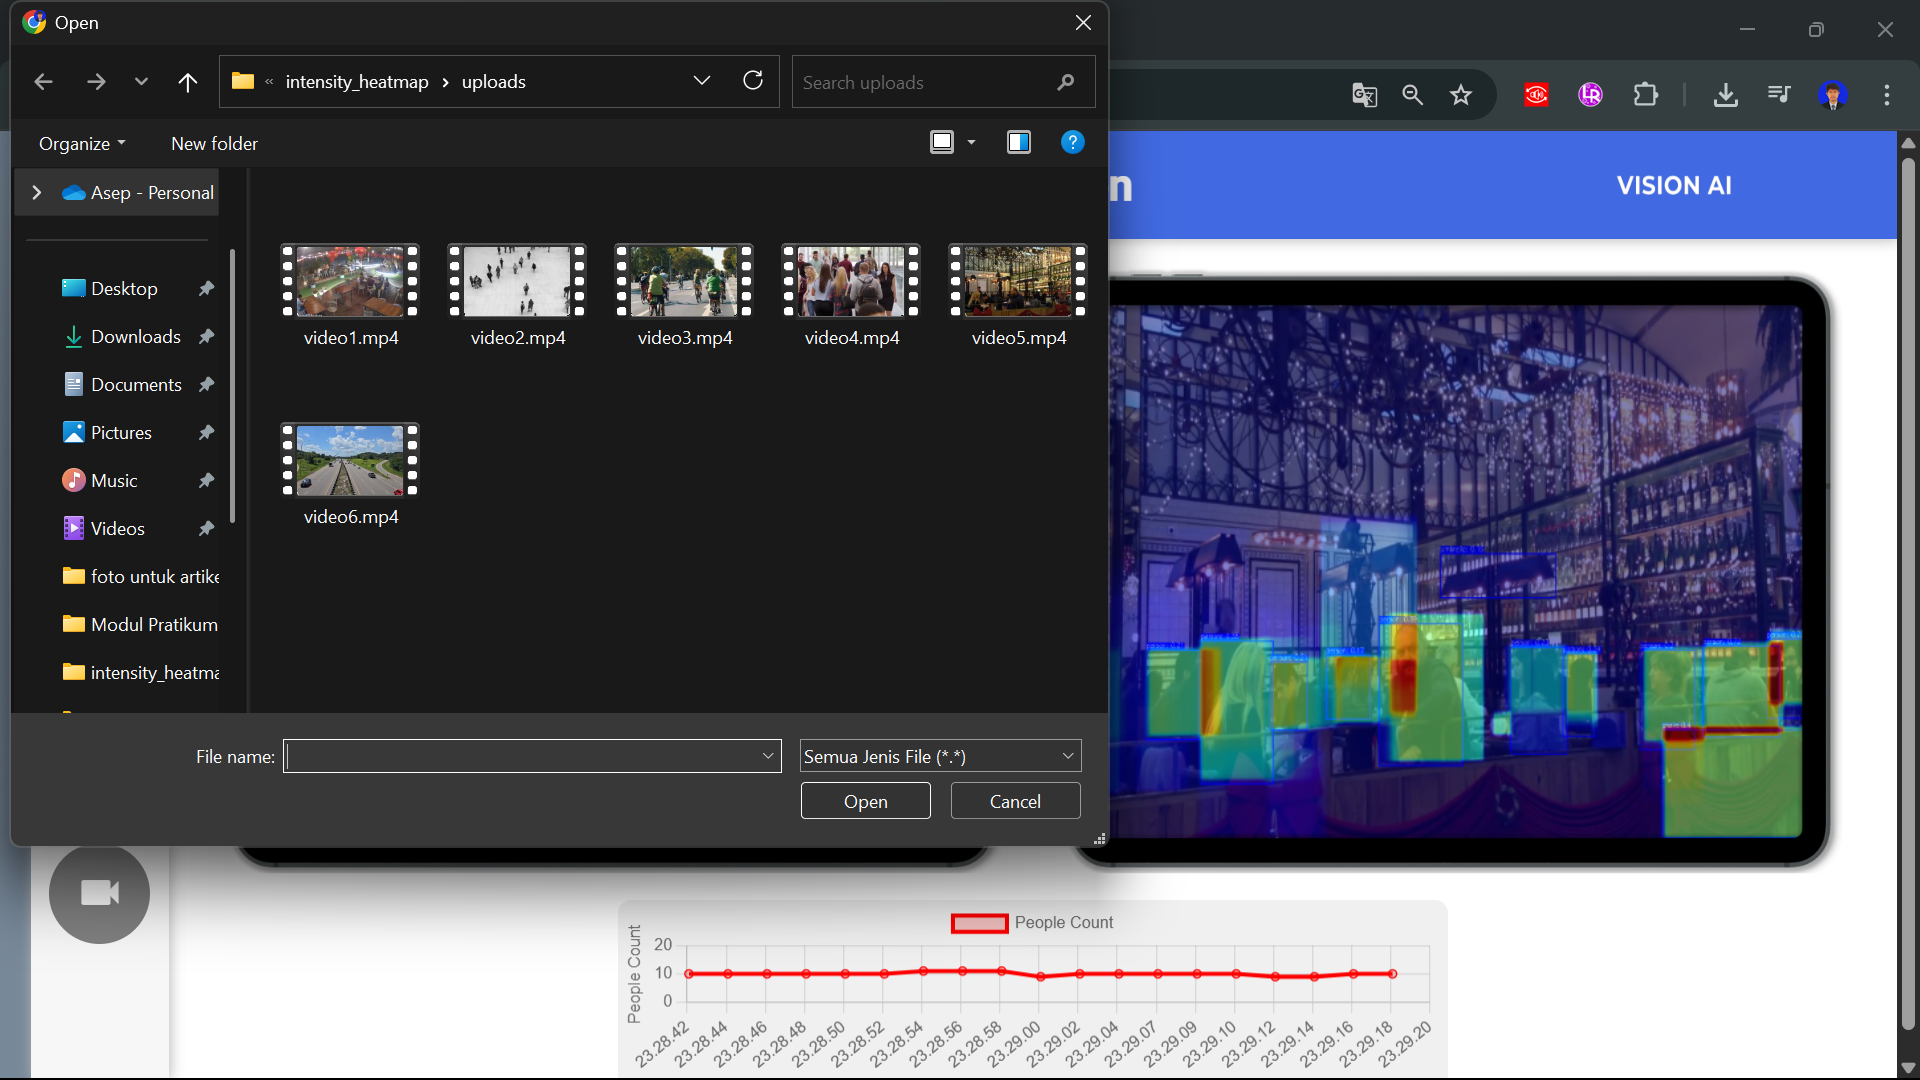 Open
« intensity_heatmap › uploads
Search uploads
Organize
New folder
n
VISION AI
Asep - Personal
Desktop
Downloads
Documents
Pictures
Music
Videos
foto untuk artike
Modul Pratikum
intensity_heatma
video1.mp4
video2.mp4
video3.mp4
video4.mp4
video5.mp4
video6.mp4
File name:
Semua Jenis File (*.*)
Open
Cancel
People Count
People Count
20
10
0
23.28.42
23.28.44
23.28.46
23.28.48
23.28.50
23.28.52
23.28.54
23.28.56
23.28.58
23.29.00
23.29.02
23.29.04
23.29.07
23.29.09
23.29.10
23.29.12
23.29.14
23.29.16
23.29.18
23.29.20